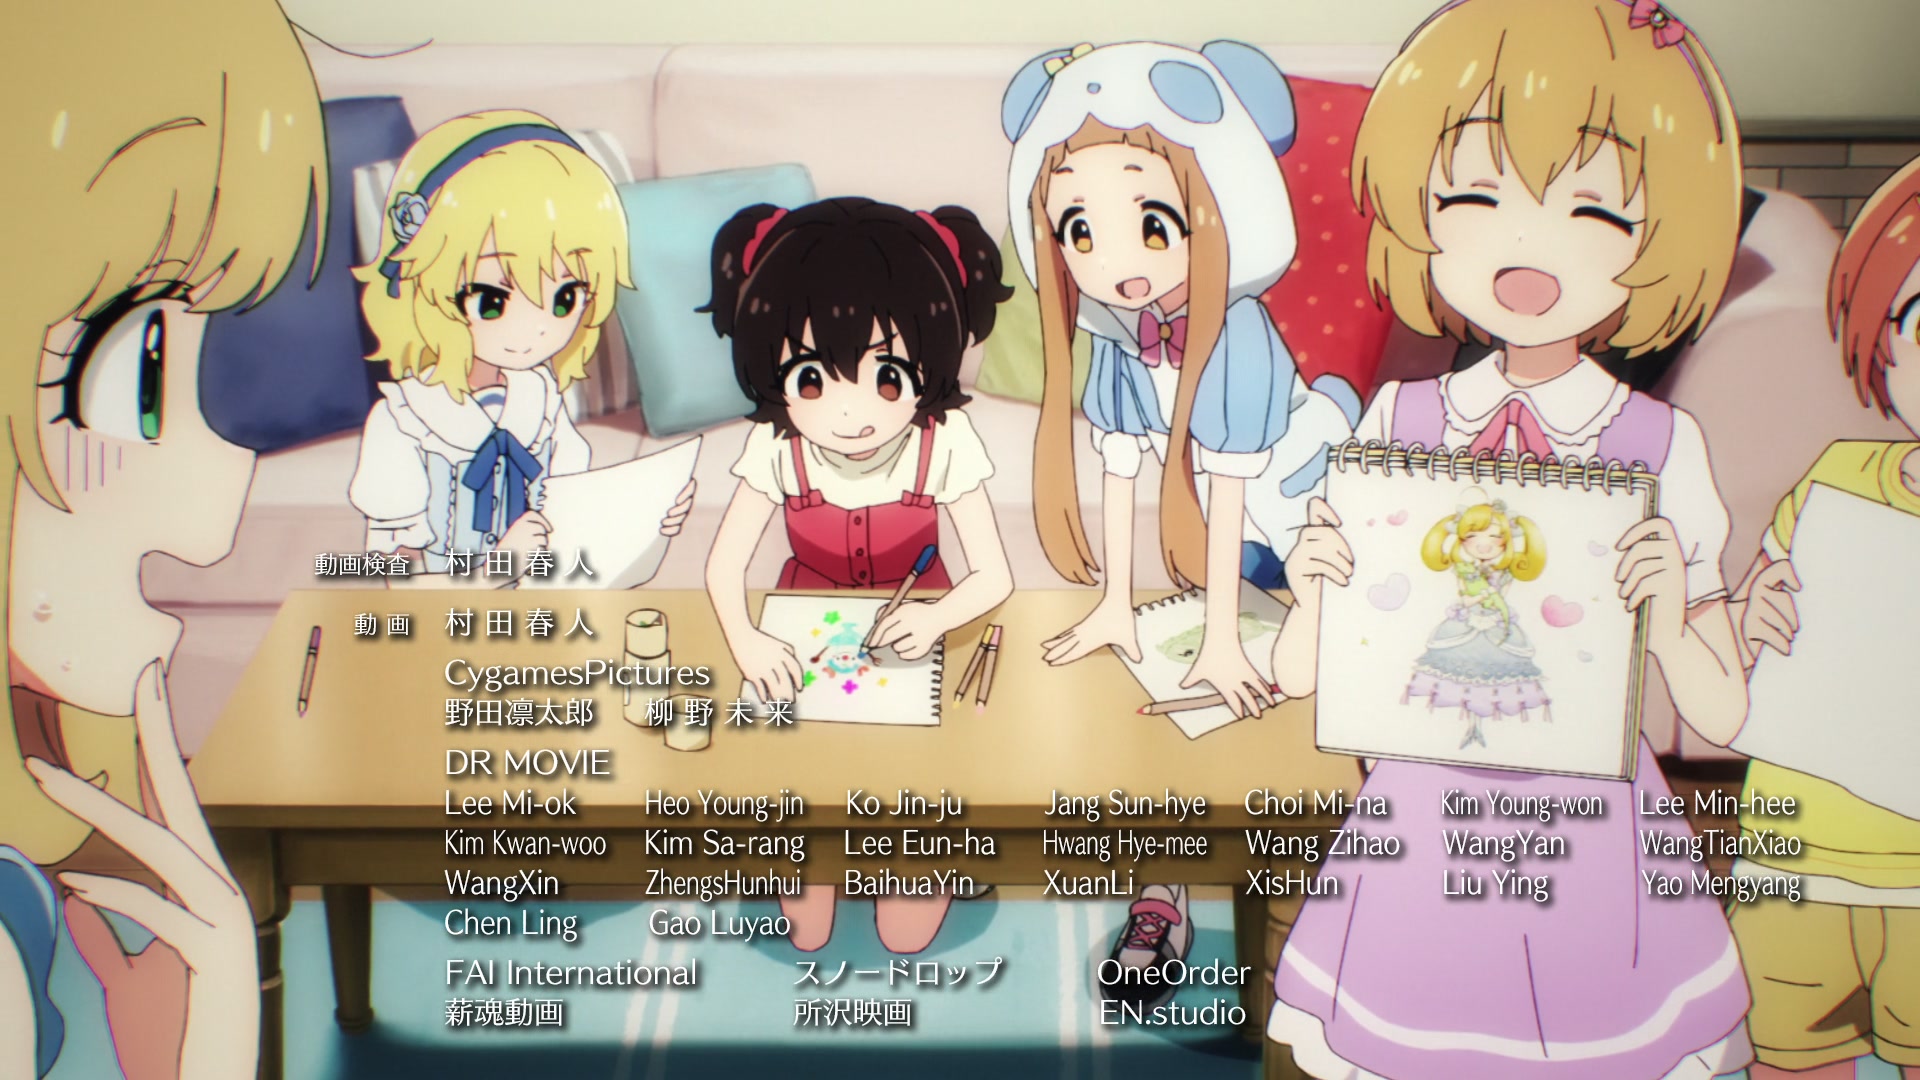 動画検査 村田春人
動画 村田春人
CygamesPictures
野田凛太郎 柳野未来
DR MOVIE
Lee Mi-ok Heo Young-jin Ko Jin-ju Jang Sun-hye Choi Mi-na Kim Young-won Lee Min-hee
Kim Kwan-woo Kim Sa-rang Lee Eun-ha Hwang Hye-mee Wang Zihao WangYan WangTianXiao
WangXin ZhengsHunhui BaihuaYin XuanLi XisHun Liu Ying Yao Mengyang
Chen Ling Gao Luyao
FAI International スノードロップ OneOrder
薪魂動画 所沢映画 EN.studio